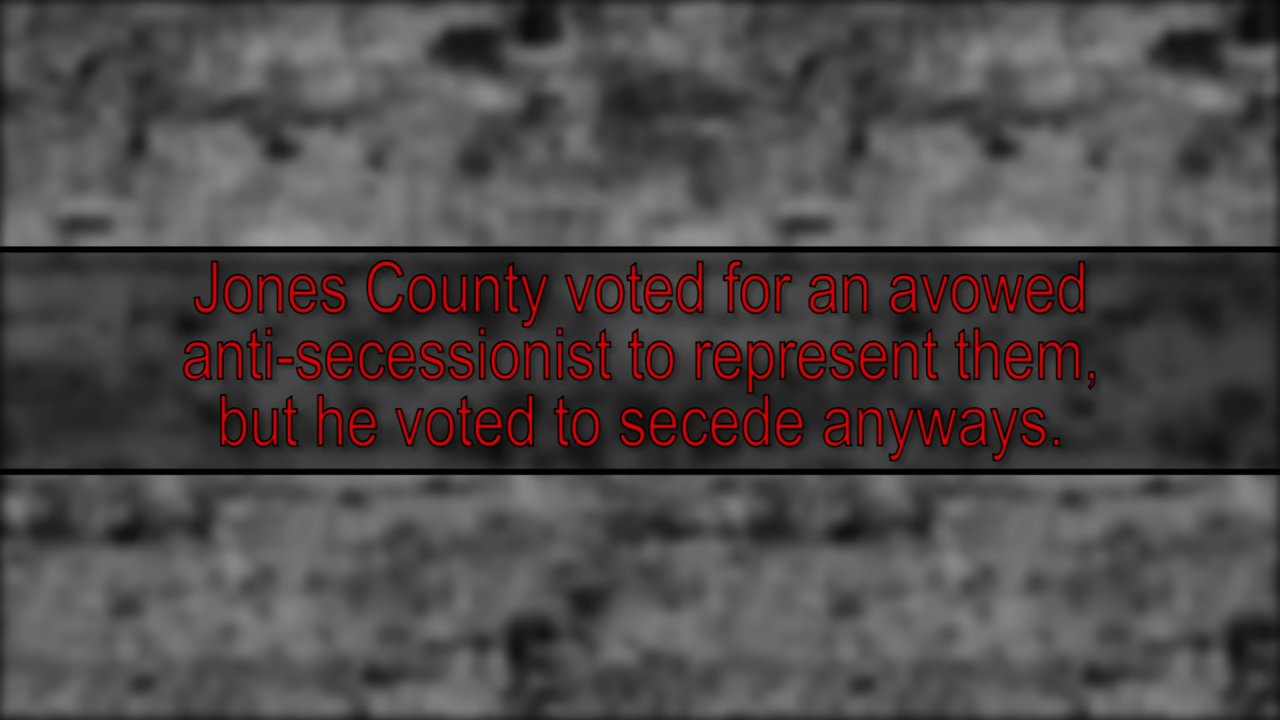 Jones County voted for an avowed
anti-secessionist to represent them,
but he voted to secede anyways.